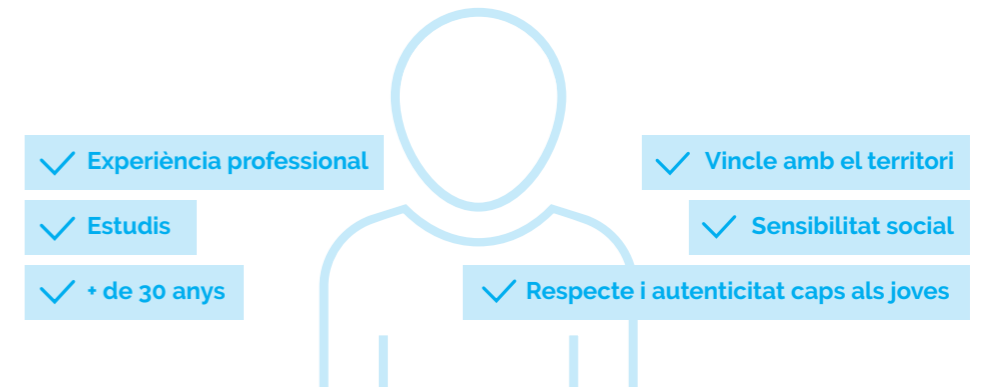 Experiència professional
Estudis
+ de 30 anys
Vincle amb el territori
Sensibilitat social
Respecte i autenticitat caps als joves